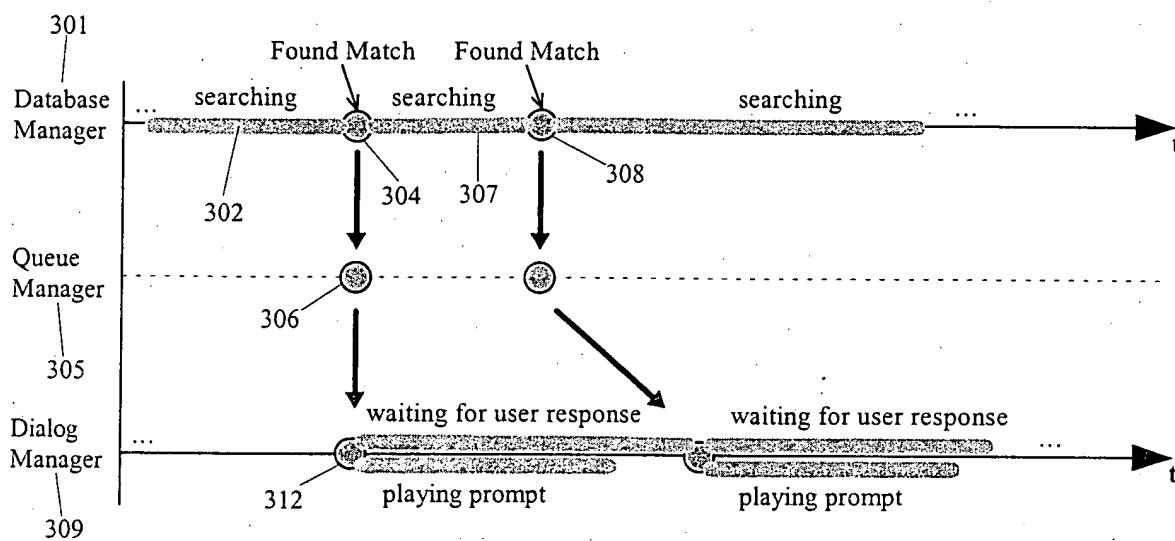 301
Found Match
Found Match
Database
Manager
...
searching
searching
searching
...
t
302
304
307
308
Queue
Manager
306
305
waiting for user response
waiting for user response
Dialog
Manager
...
...
t
312
playing prompt
playing prompt
309